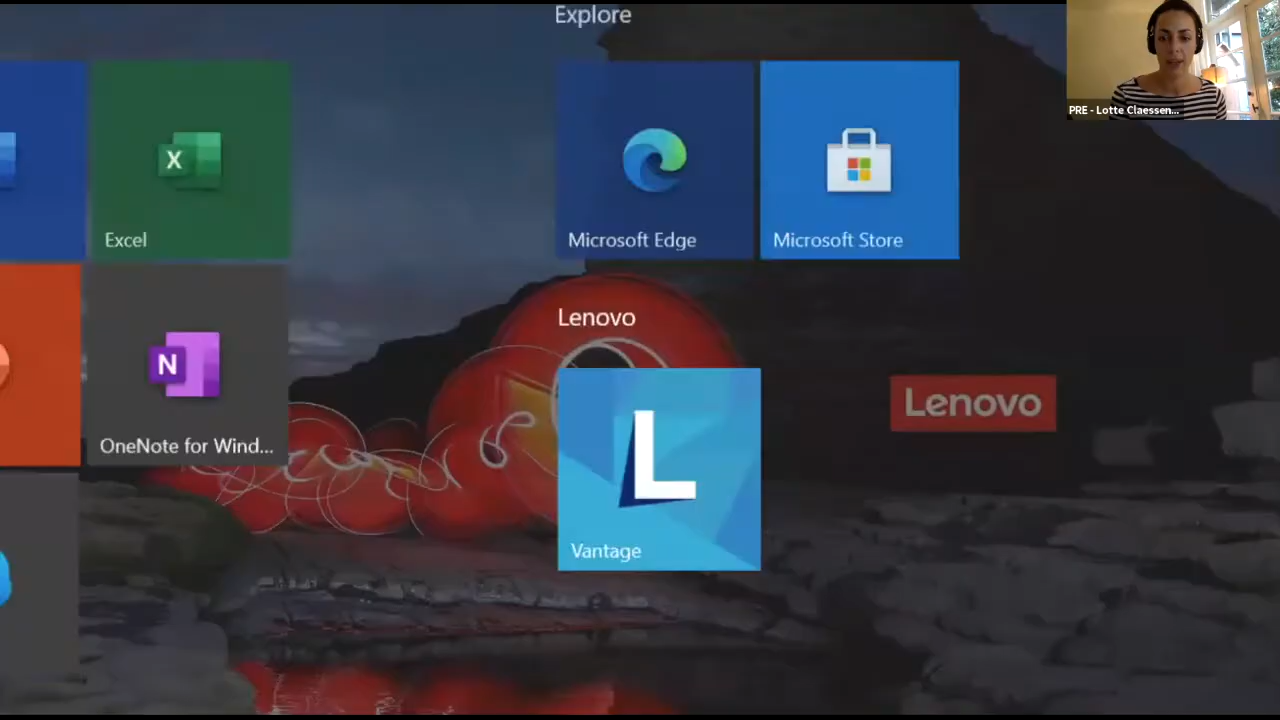 Explore
PRE - Lotte Claessen...
X
Excel
Microsoft Edge
Microsoft Store
Lenovo
N
OneNote for Wind...
Lenovo
L
Vantage